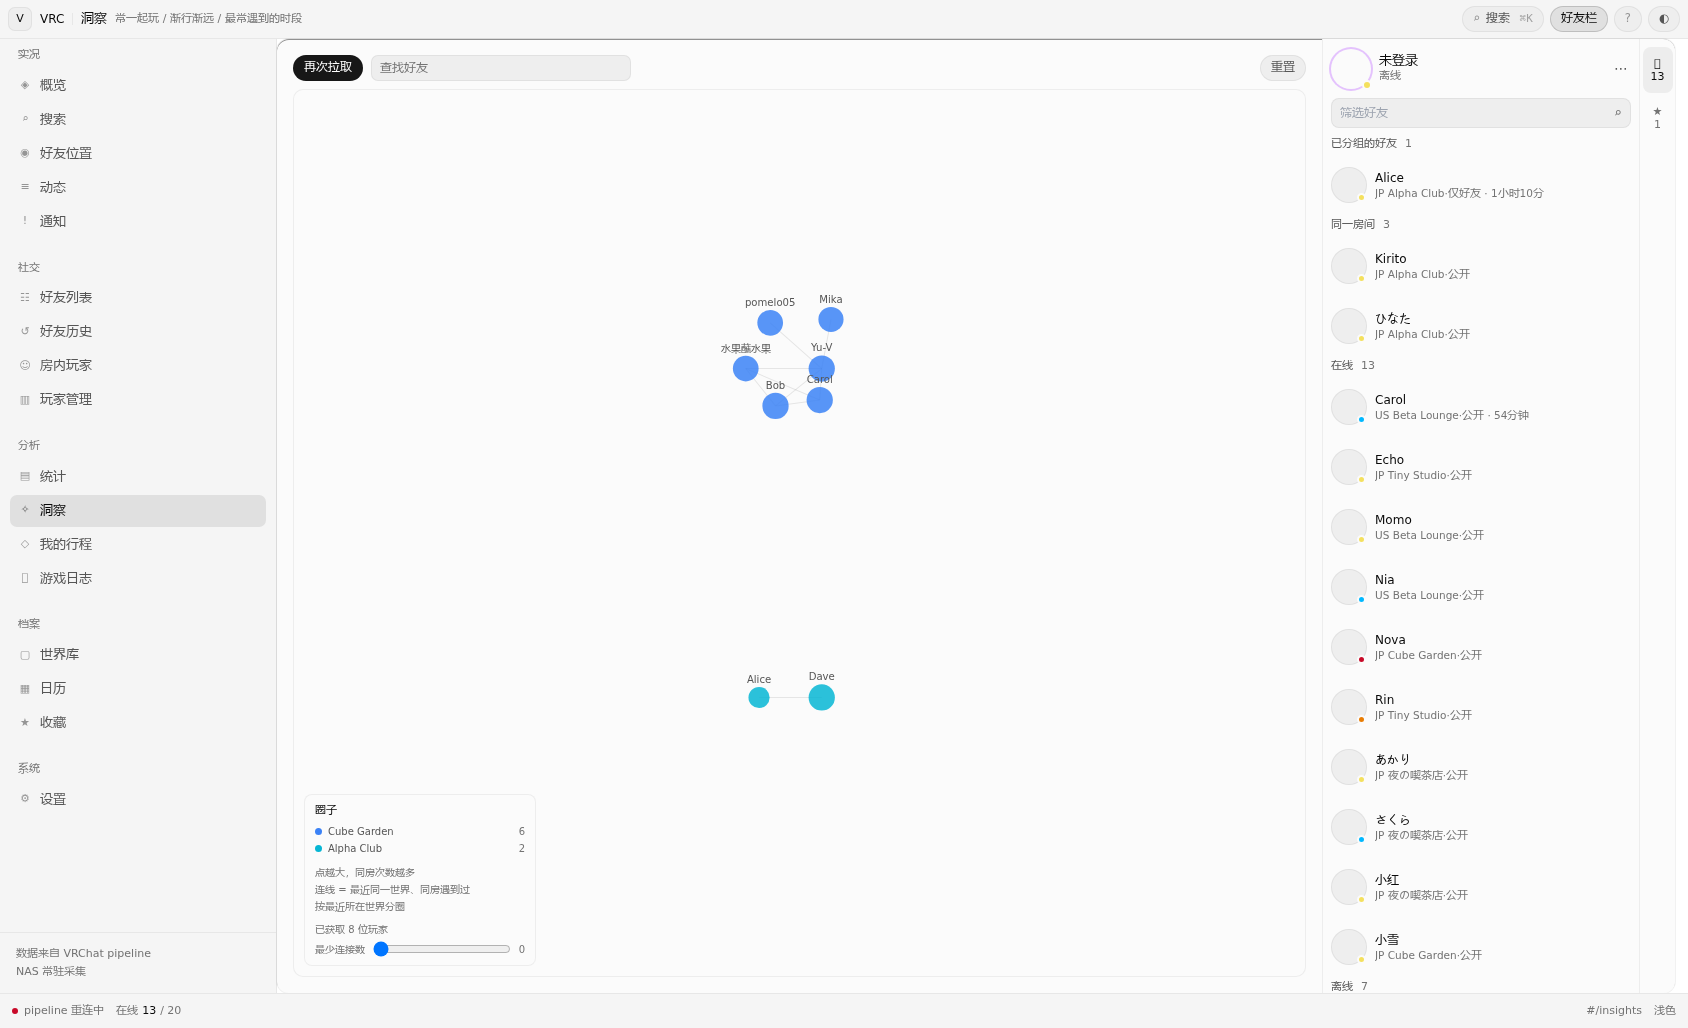 V VRC 洞察 常一起玩 / 渐行渐远 / 最常遇到的时段
搜索 ⌘K 好友栏 ?
实况
概览
搜索
好友位置
动态
通知
社交
好友列表
好友历史
房内玩家
玩家管理
分析
统计
洞察
我的行程
游戏日志
档案
世界库
日历
收藏
系统
设置
数据来自 VRChat pipeline
NAS 常驻采集
再次拉取 查找好友 重置
pomelo05
Mika
水果蘸水果
Yu-V
Carol
Bob
Alice
Dave
圈子
Cube Garden 6
Alpha Club 2
点越大，同房次数越多
连线 = 最近同一世界、同房遇到过
按最近所在世界分圈
已获取 8 位玩家
最少连接数 0
未登录
离线
筛选好友
已分组的好友 1
Alice
JP Alpha Club·仅好友 · 1小时10分
同一房间 3
Kirito
JP Alpha Club·公开
ひなた
JP Alpha Club·公开
在线 13
Carol
US Beta Lounge·公开 · 54分钟
Echo
JP Tiny Studio·公开
Momo
US Beta Lounge·公开
Nia
US Beta Lounge·公开
Nova
JP Cube Garden·公开
Rin
JP Tiny Studio·公开
あかり
JP 夜の喫茶店·公开
さくら
JP 夜の喫茶店·公开
小红
JP 夜の喫茶店·公开
小雪
JP Cube Garden·公开
离线 7
13
★
1
pipeline 重连中 在线 13 / 20
#/insights 浅色